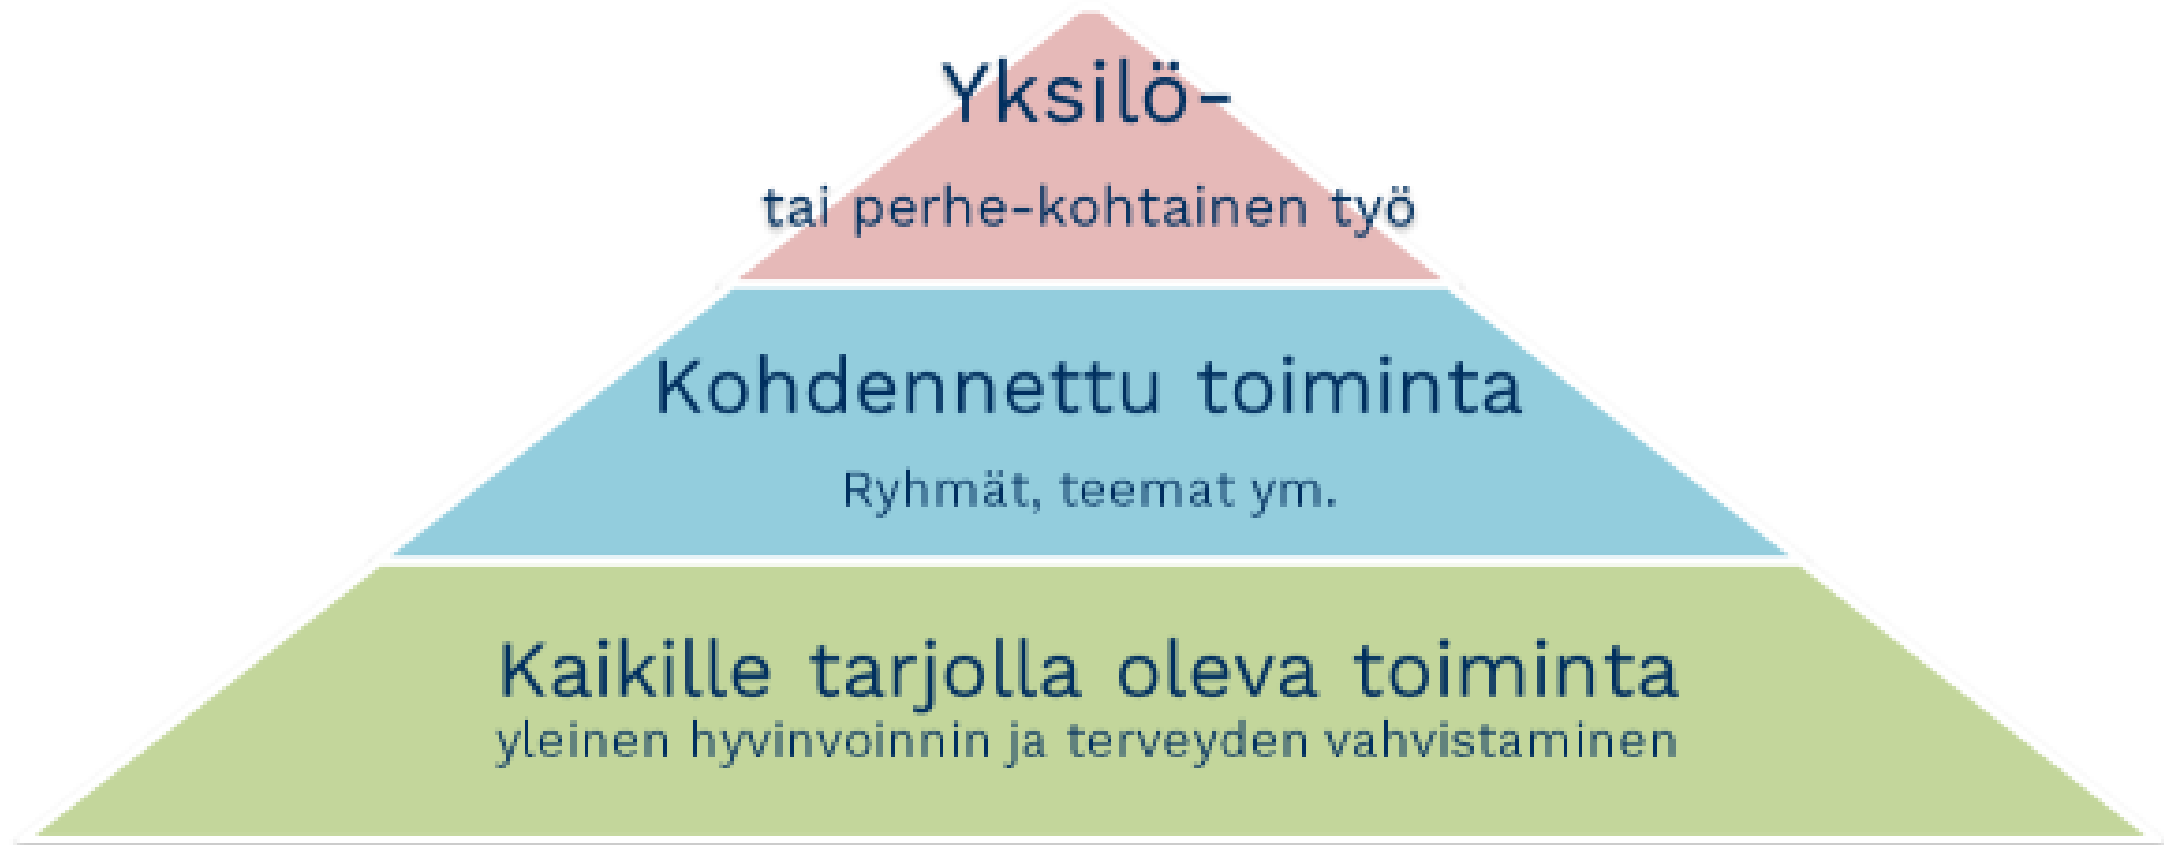 Yksilö-
tai perhe-kohtainen työ
Kohdennettu toiminta
Ryhmät, teemat ym.
Kaikille tarjolla oleva toiminta
yleinen hyvinvoinnin ja terveyden vahvistaminen